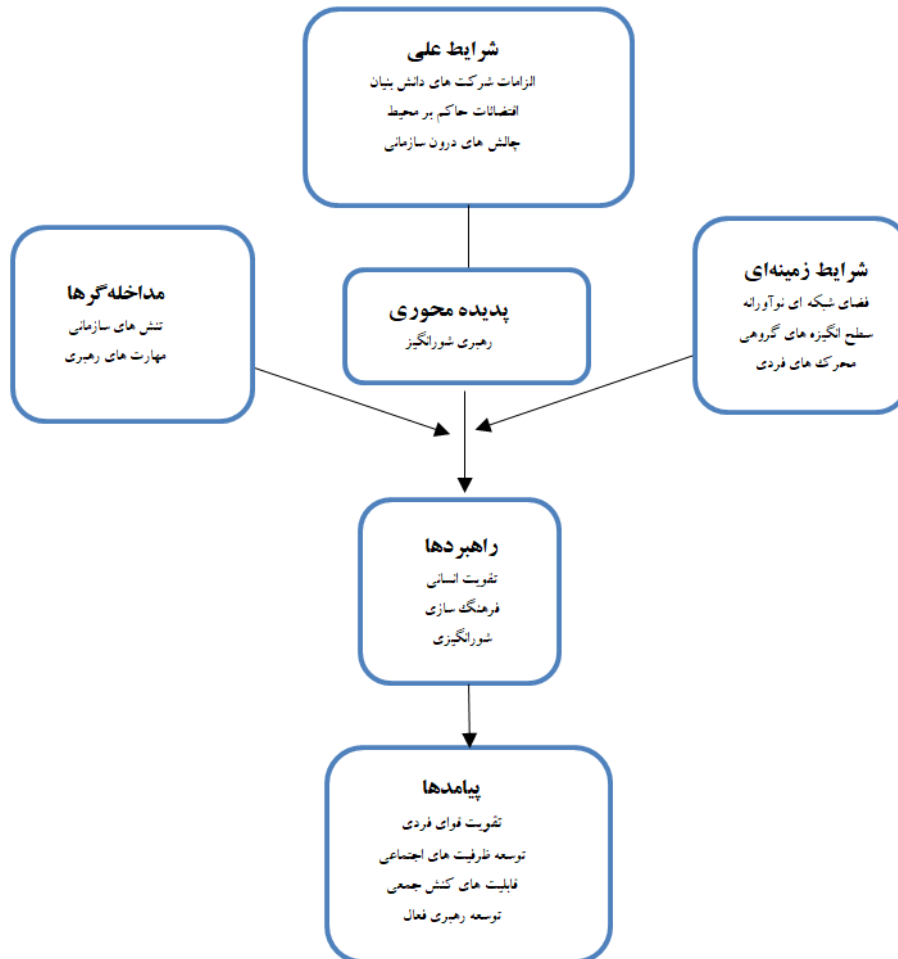 شرایط علی
الزامات شرکت های دانش بنیان
اقتضائات حاکم بر محیط
چالش های درون سازمانی
شرایط زمینه‌ای
فضای شبکه ای نوآورانه
سطح انگیزه های گروهی
محرک های فردی
پدیده محوری
رهبری شورانگیز
مداخله‌گرها
تنش های سازمانی
مهارت های رهبری
راهبردها
تقویت انسانی
فرهنگ سازی
شورانگیزی
پیامدها
تقویت قوای فردی
توسعه ظرفیت های اجتماعی
قابلیت های کنش جمعی
توسعه رهبری فعال